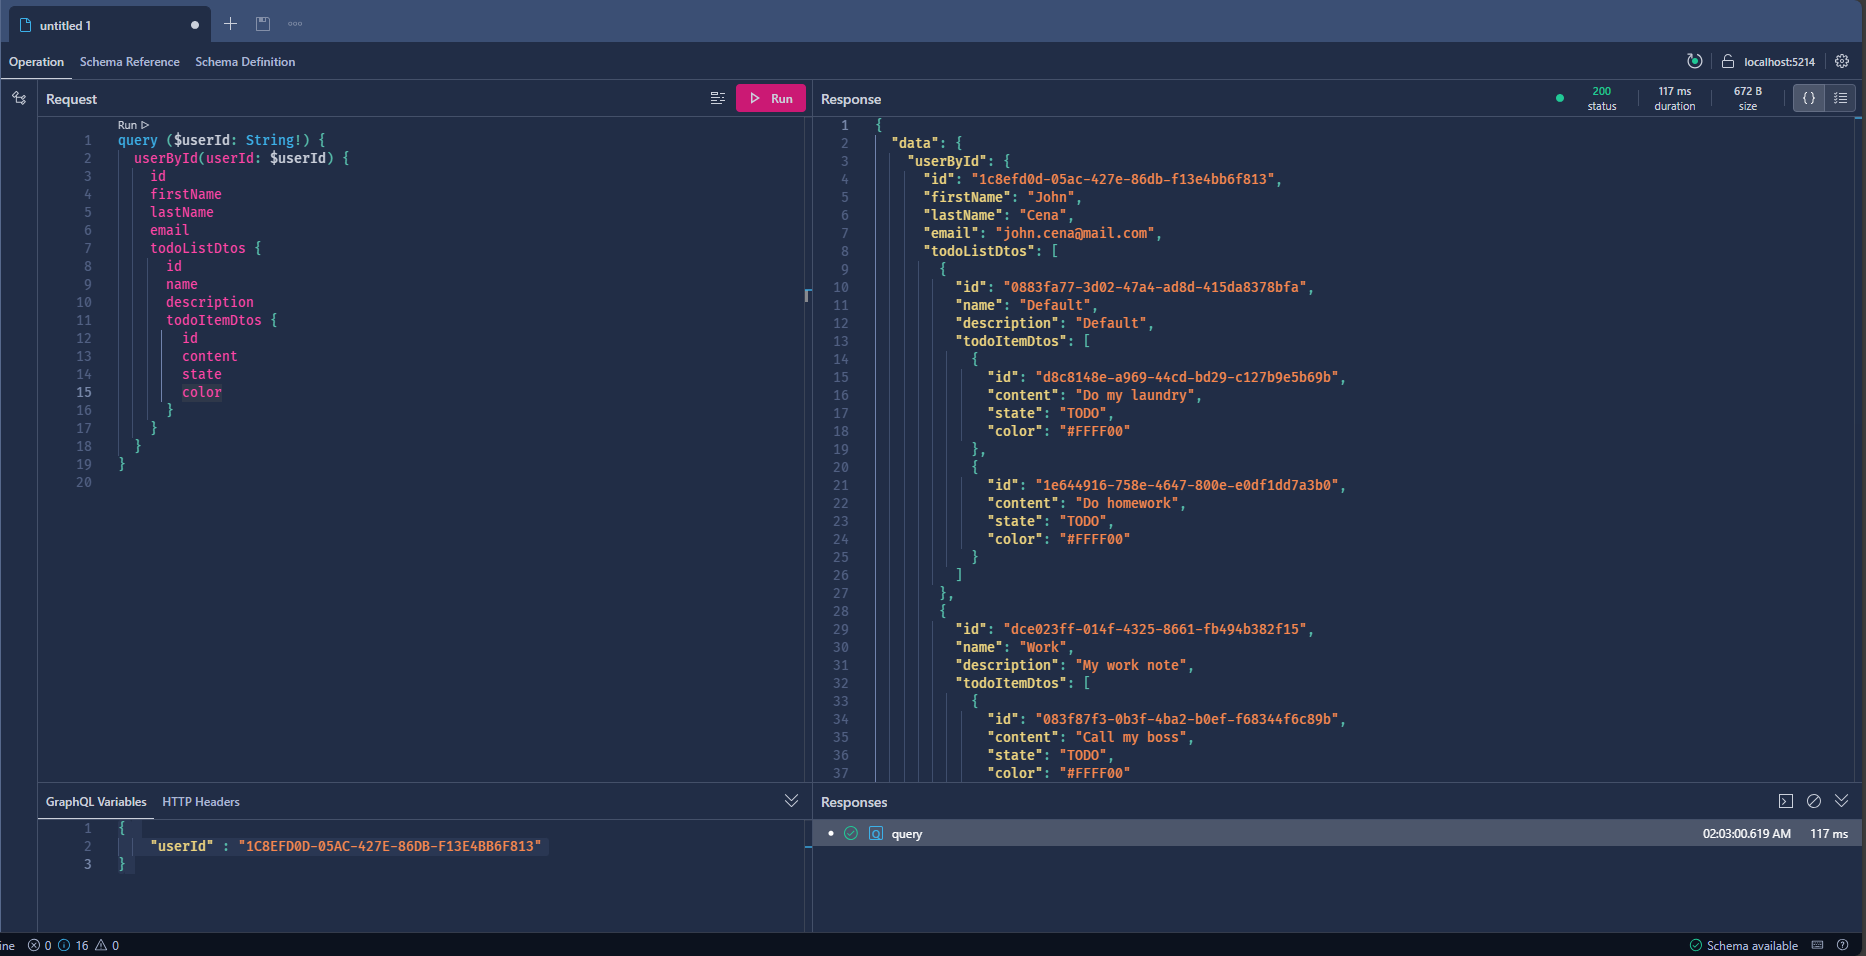 untitled 1
Operation Schema Reference Schema Definition
localhost:5214
Request
Run
Run
1 query ($userId: String!) {
2 userById(userId: $userId) {
3 id
4 firstName
5 lastName
6 email
7 todoListDtos {
8 id
9 name
10 description
11 todoItemDtos {
12 id
13 content
14 state
15 color
16 }
17 }
18 }
19 }
20
GraphQL Variables HTTP Headers
1 {
2 "userId" : "1C8EFD0D-05AC-427E-86DB-F13E4BB6F813"
3 }
Response
200 status
117 ms duration
672 B size
{ }
1 {
2 "data": {
3 "userById": {
4 "id": "1c8efd0d-05ac-427e-86db-f13e4bb6f813",
5 "firstName": "John",
6 "lastName": "Cena",
7 "email": "john.cena@mail.com",
8 "todoListDtos": [
9 {
10 "id": "0883fa77-3d02-47a4-ad8d-415da8378bfa",
11 "name": "Default",
12 "description": "Default",
13 "todoItemDtos": [
14 {
15 "id": "d8c8148e-a969-44cd-bd29-c127b9e5b69b",
16 "content": "Do my laundry",
17 "state": "TODO",
18 "color": "#FFFF00"
19 },
20 {
21 "id": "1e644916-758e-4647-800e-e0df1dd7a3b0",
22 "content": "Do homework",
23 "state": "TODO",
24 "color": "#FFFF00"
25 }
26 ]
27 },
28 {
29 "id": "dce023ff-014f-4325-8661-fb494b382f15",
30 "name": "Work",
31 "description": "My work note",
32 "todoItemDtos": [
33 {
34 "id": "083f87f3-0b3f-4ba2-b0ef-f68344f6c89b",
35 "content": "Call my boss",
36 "state": "TODO",
37 "color": "#FFFF00"
Responses
Q query 02:03:00.619 AM 117 ms
ine 0 16 0
Schema available